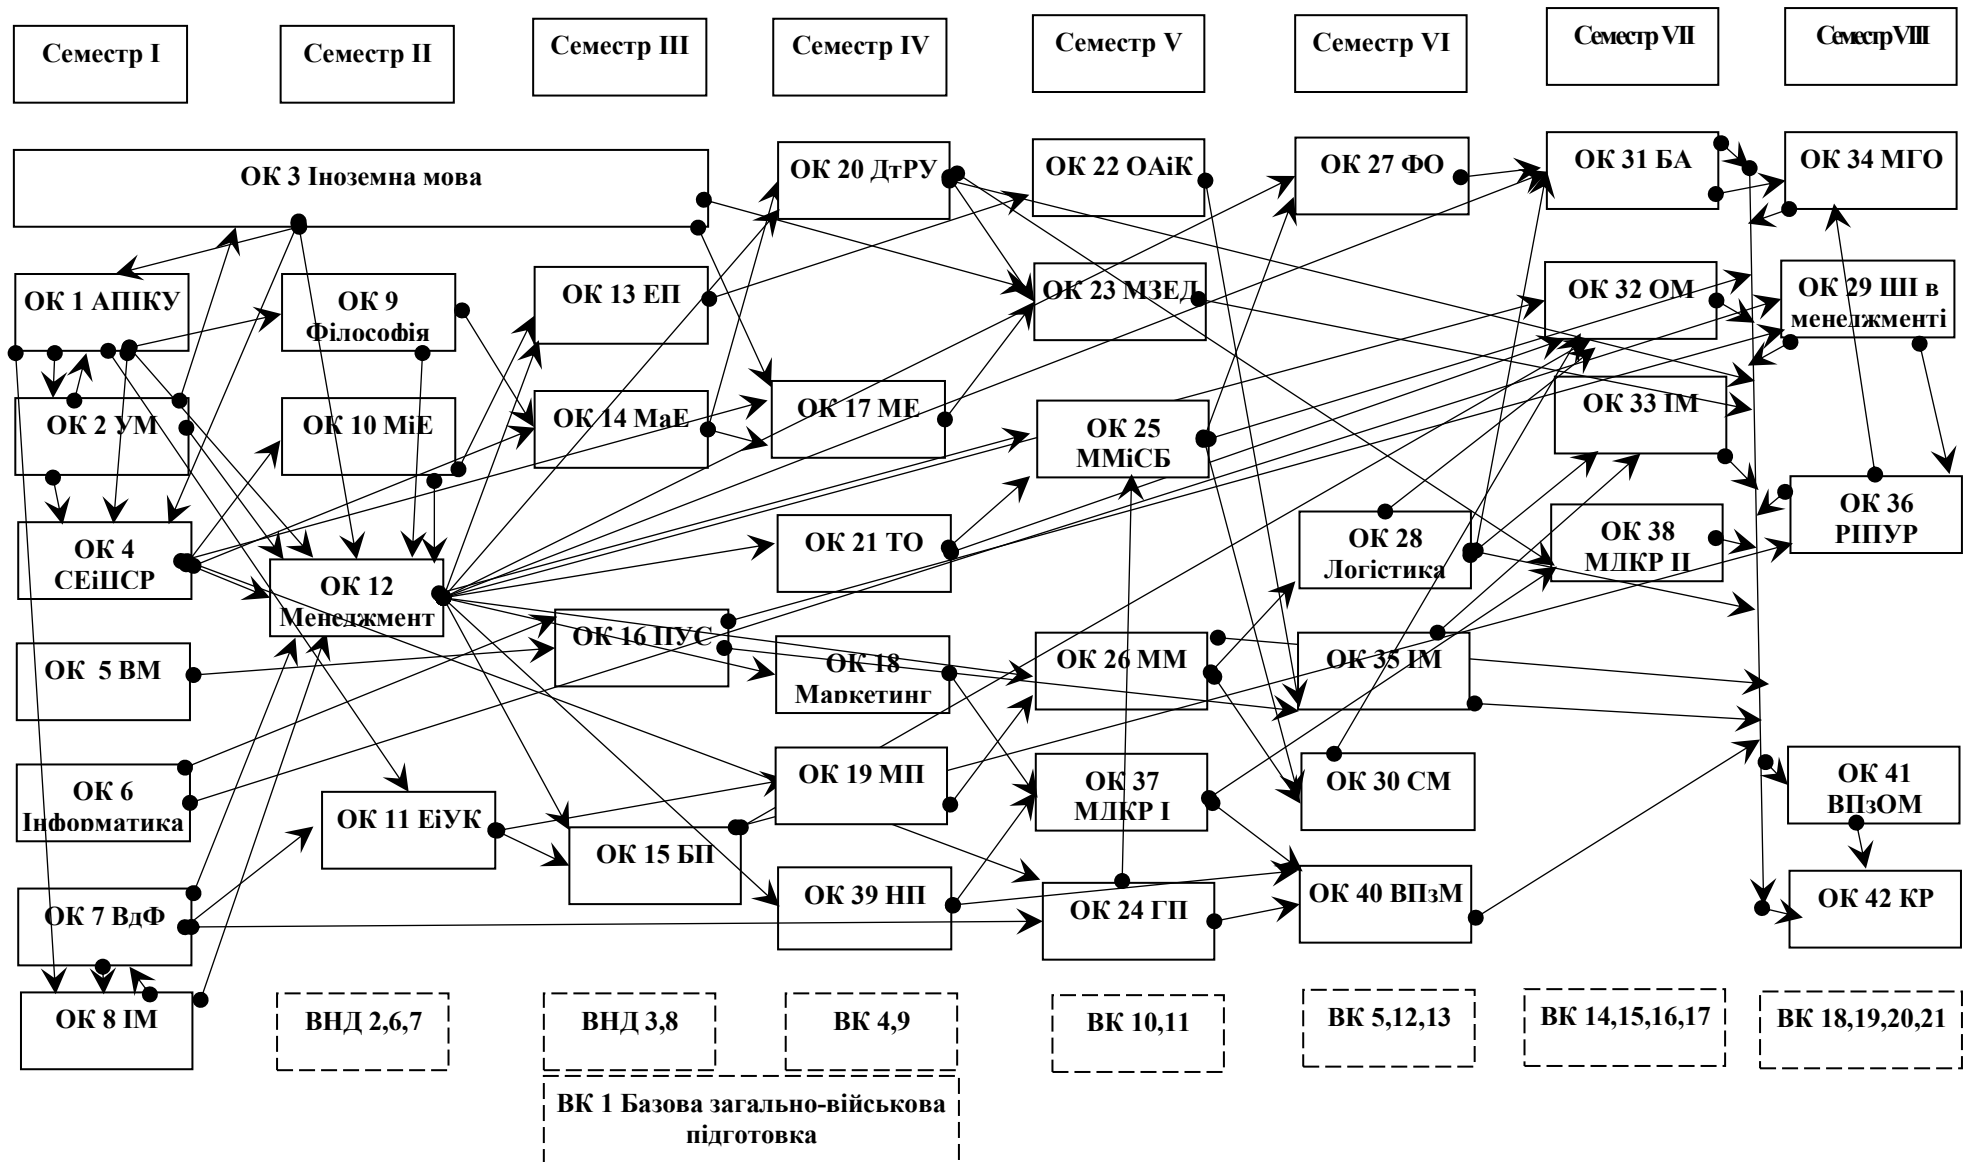 Семестр I
Семестр II
Семестр III
Семестр IV
Семестр V
Семестр VI
Семестр VII
Семестр VIII
ОК 3 Іноземна мова
ОК 20 ДтРУ
ОК 22 ОАіК
ОК 27 ФО
ОК 31 БА
ОК 34 МГО
ОК 1 АПІКУ
ОК 9
Філософія
ОК 13 ЕП
ОК 23 МЗЕД
ОК 32 ОМ
ОК 29 ШІ в
менеджменті
ОК 2 УМ
ОК 10 МіЕ
ОК 14 МаЕ
ОК 17 МЕ
ОК 25
ММіСБ
ОК 33 ІМ
ОК 4
СЕіПСР
ОК 12
Менеджмент
ОК 21 ТО
ОК 28
Логістика
ОК 38
МДКР ІІ
ОК 36
РІПУР
ОК 5 ВМ
ОК 16 ПУС
ОК 18
Маркетинг
ОК 26 ММ
ОК 35 ІМ
ОК 6
Інформатика
ОК 11 ЕіУК
ОК 15 БП
ОК 19 МП
ОК 37
МДКР І
ОК 30 СМ
ОК 41
ВПзОМ
ОК 7 ВдФ
ОК 39 НП
ОК 24 ГП
ОК 40 ВПзМ
ОК 42 КР
ОК 8 ІМ
ВНД 2,6,7
ВНД 3,8
ВК 4,9
ВК 10,11
ВК 5,12,13
ВК 14,15,16,17
ВК 18,19,20,21
ВК 1 Базова загально-військова
підготовка